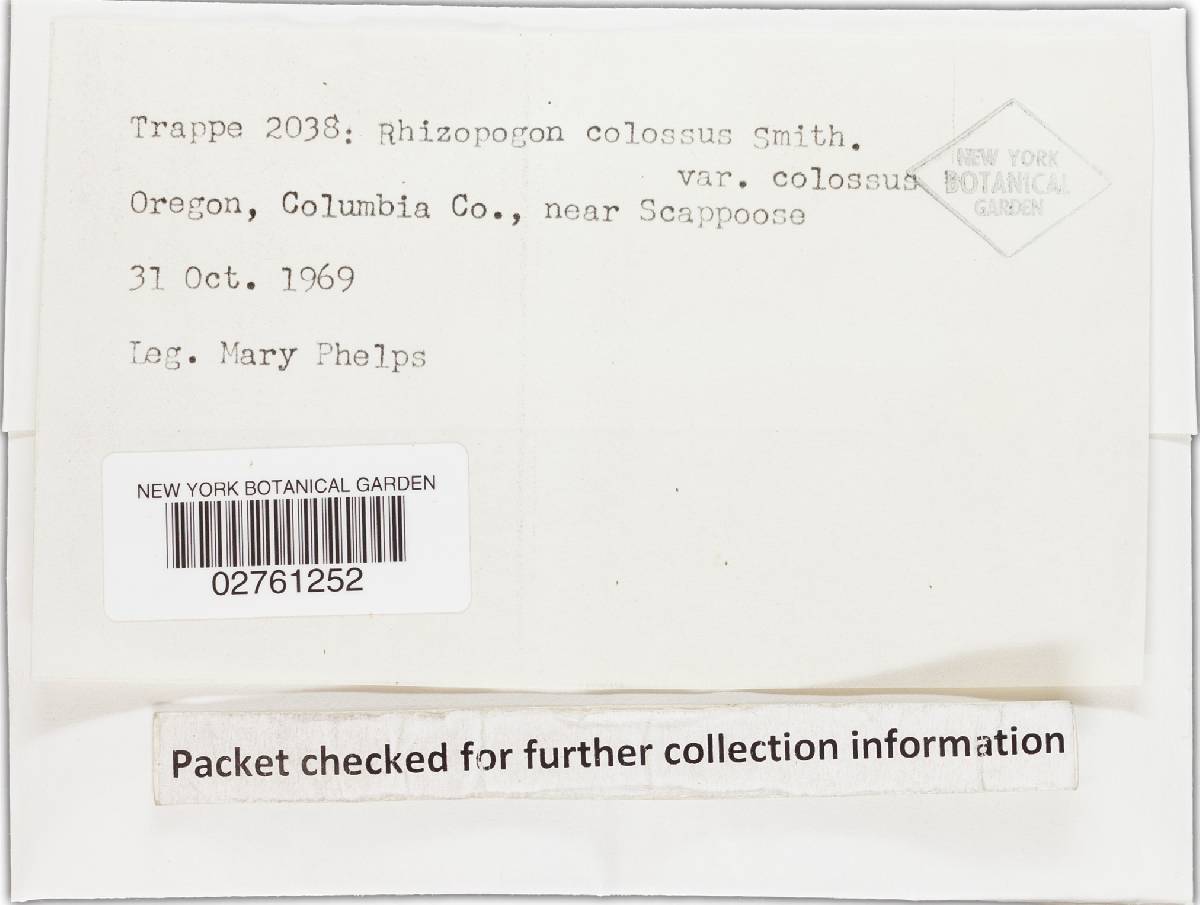 Trappe 2038: Rhizopogon colossus Smith.
var. colossus
Oregon, Columbia Co., near Scappoose
31 Oct. 1969
Leg. Mary Phelps
NEW YORK
BOTANICAL
GARDEN
NEW YORK BOTANICAL GARDEN
02761252
Packet checked for further collection information